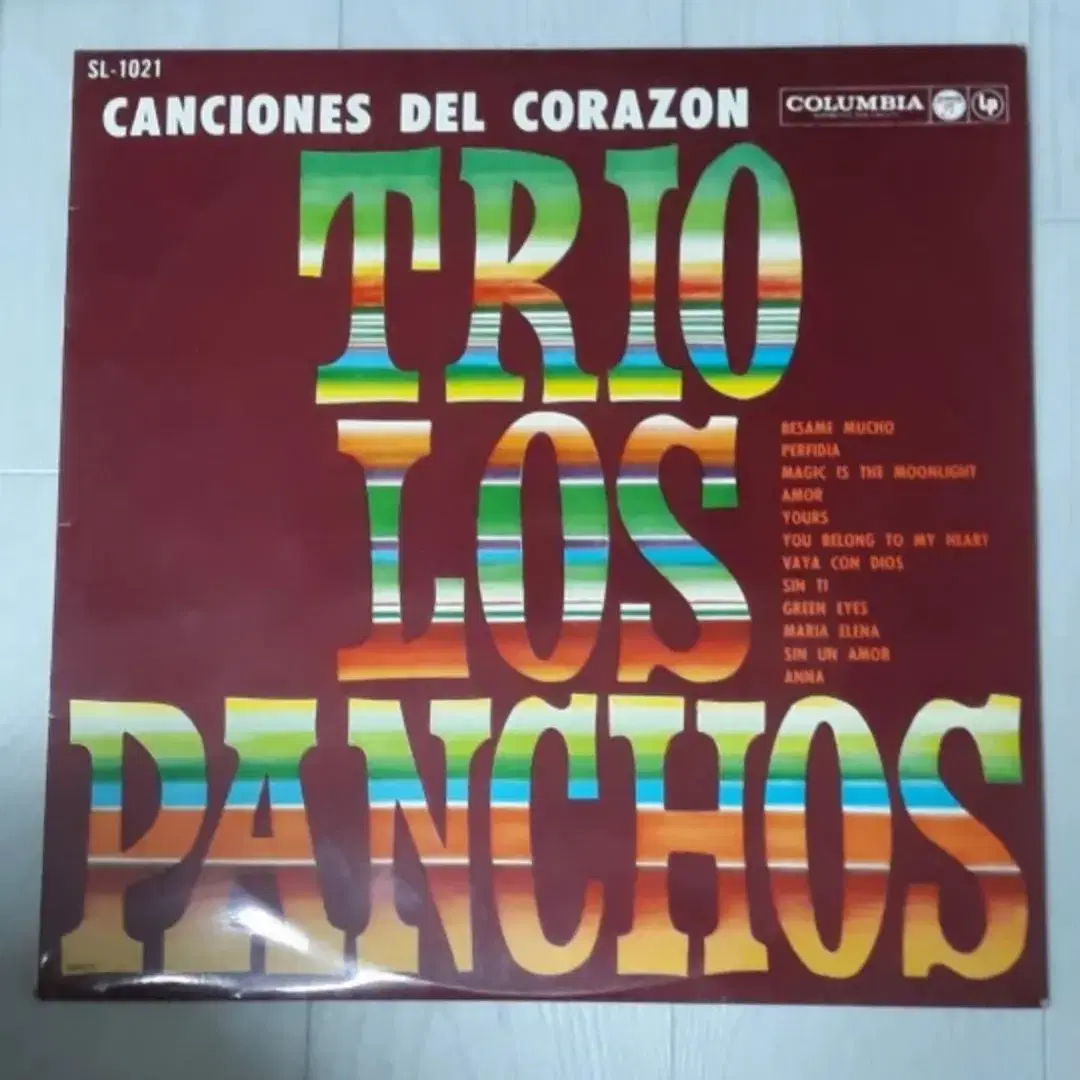 SL-1021
CANCIONES DEL CORAZON
COLUMBIA
LP
TRIO
LOS
PANCHOS
BESAME MUCHO
PERFIDIA
MAGIC IS THE MOONLIGHT
AMOR
YOURS
YOU BELONG TO MY HEART
VAYA CON DIOS
SIN TI
GREEN EYES
MARIA ELENA
SIN UN AMOR
ANNA